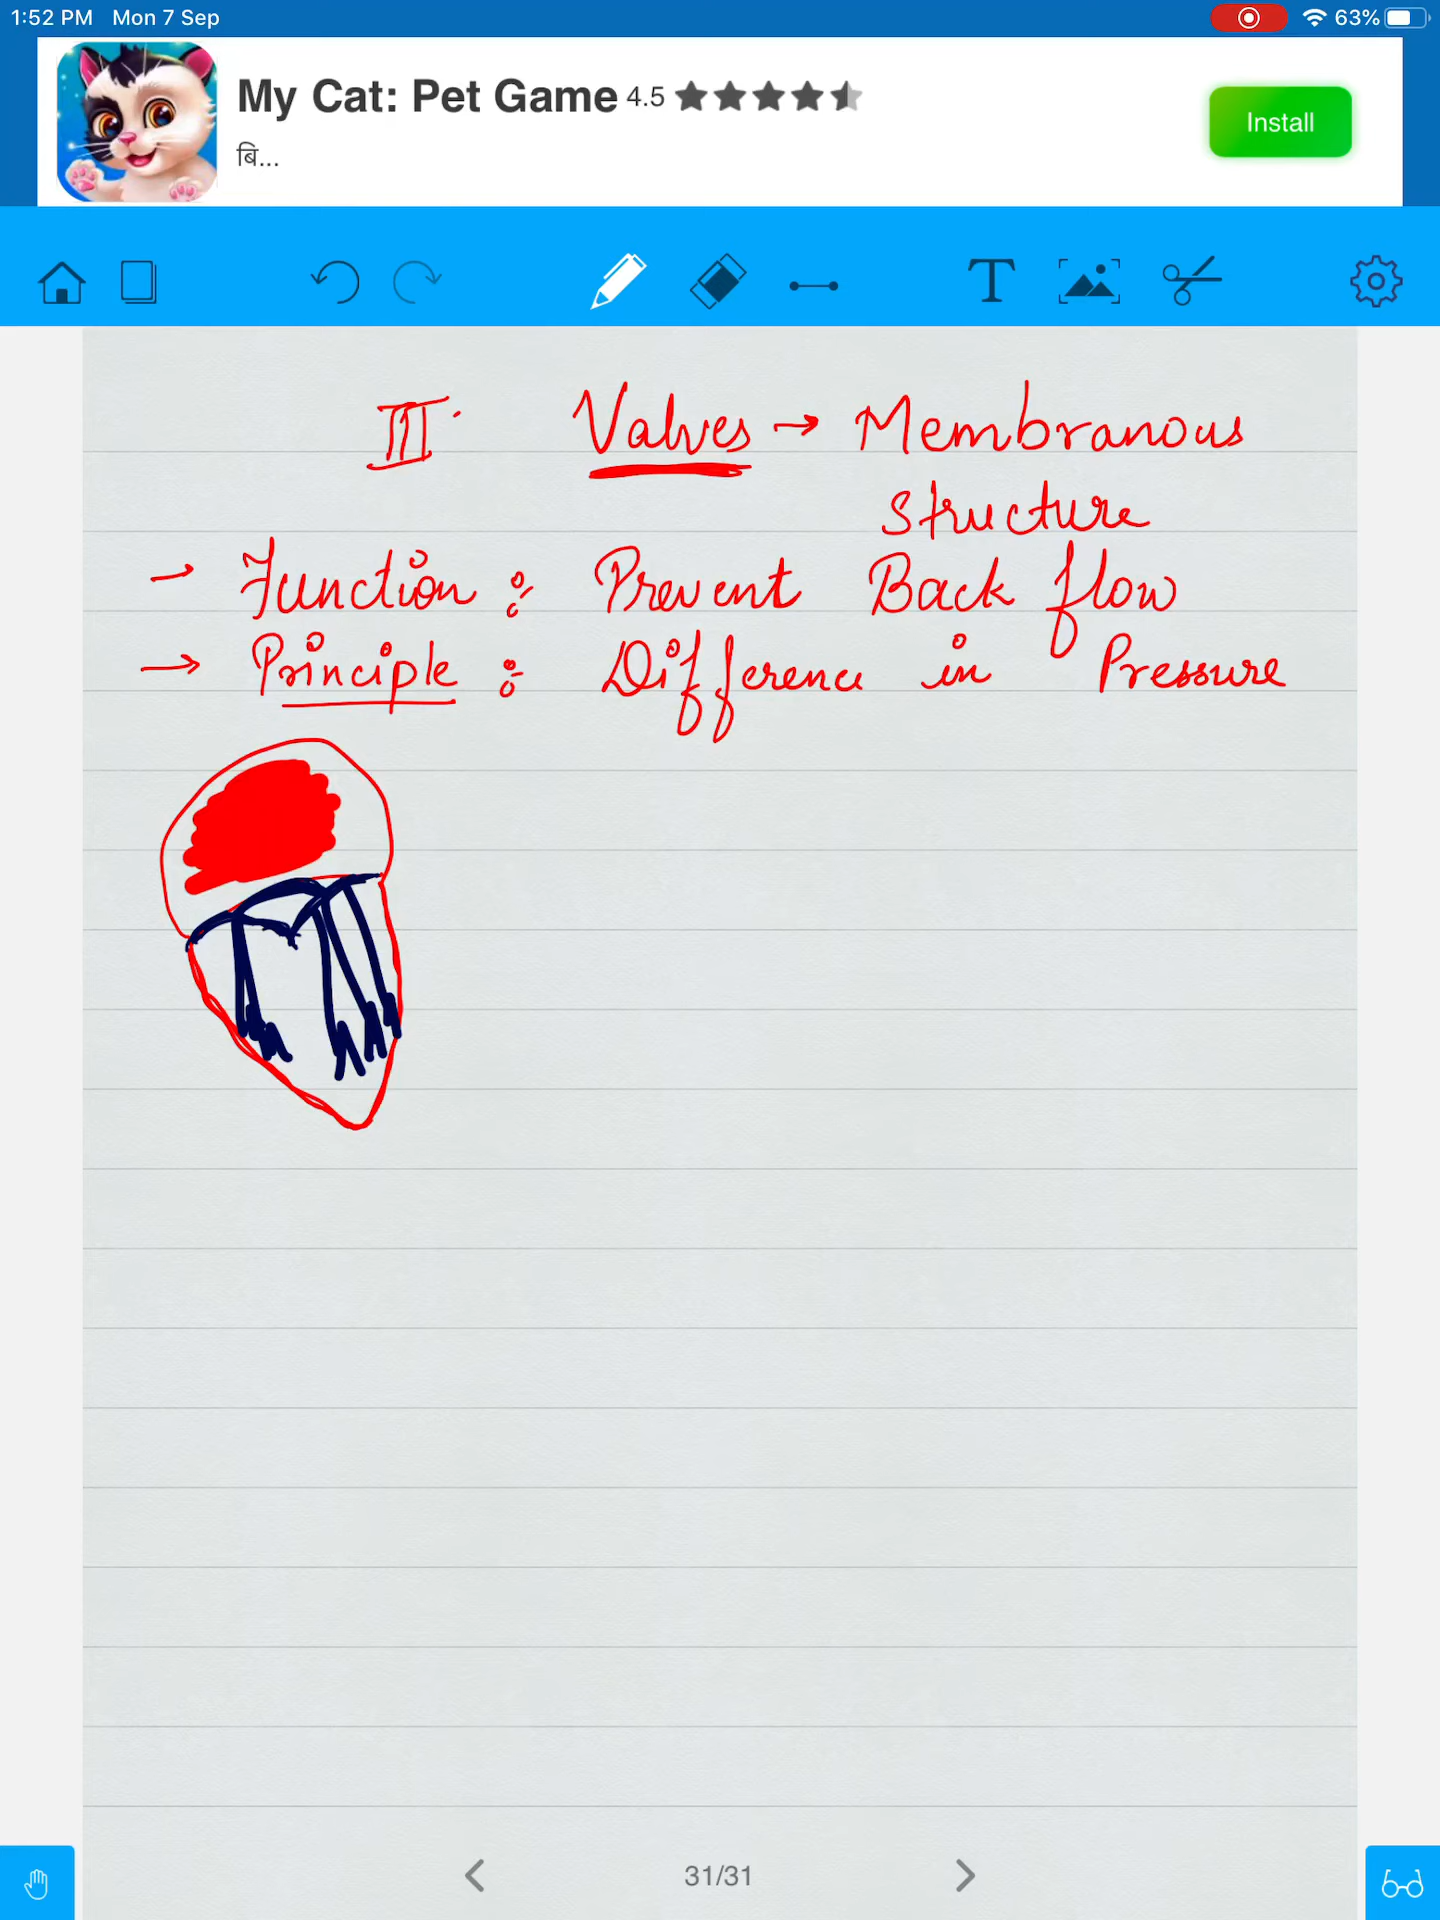 1:52 PM Mon 7 Sep 63%
My Cat: Pet Game 4.5
बि...
Install
T
III. Valves → Membranous
structure
- Function : Prevent Back flow
→ Principle : Difference in Pressure
31/31